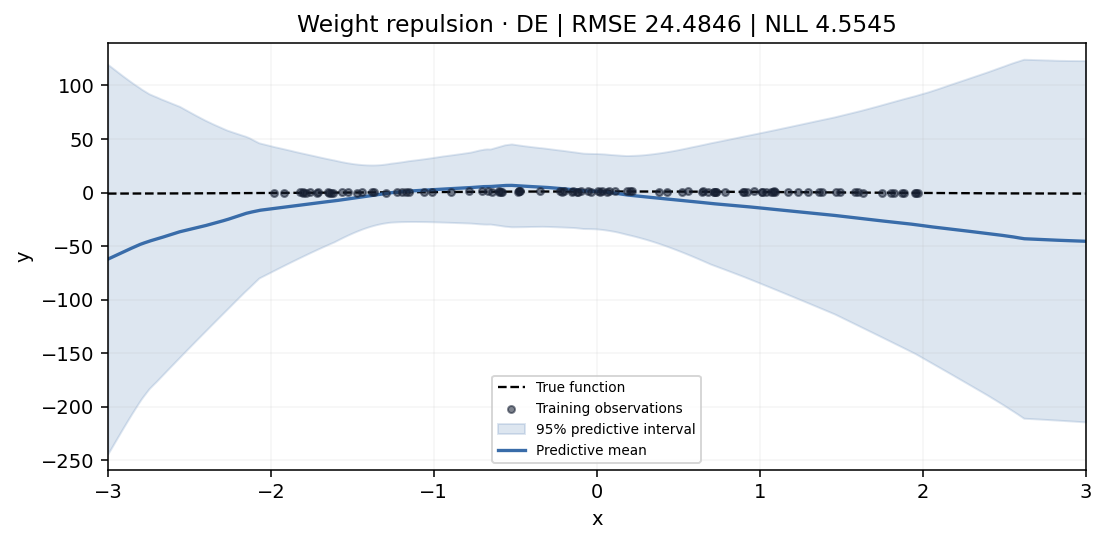 Weight repulsion · DE | RMSE 24.4846 | NLL 4.5545
y
100
50
0
−50
−100
−150
−200
−250
True function
Training observations
95% predictive interval
Predictive mean
−3 −2 −1 0 1 2 3
x